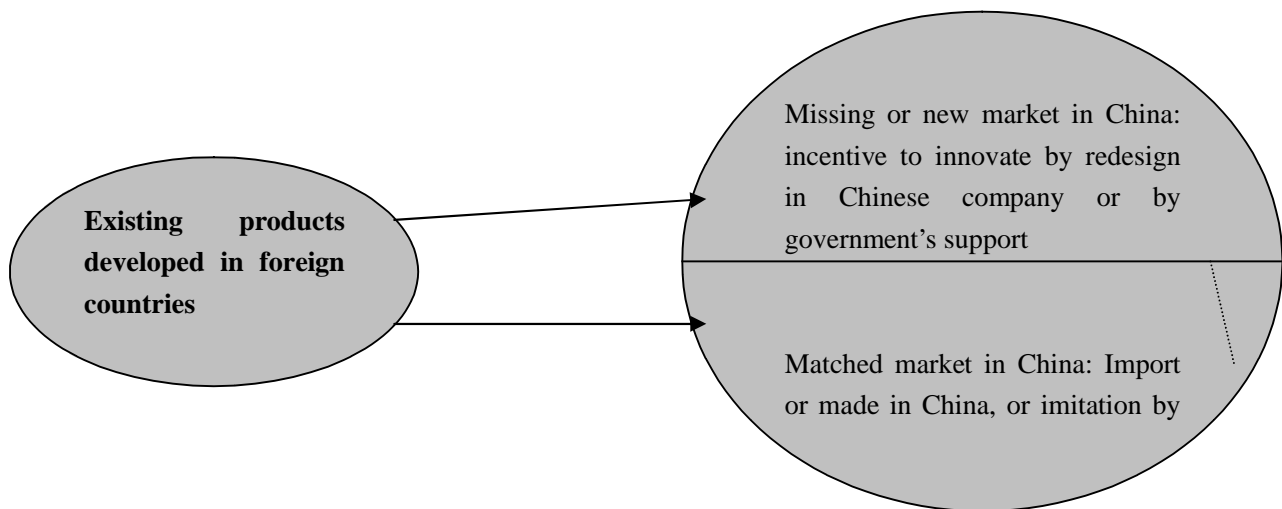 Existing products
developed in foreign
countries
Missing or new market in China:
incentive to innovate by redesign
in Chinese company or by
government’s support
Matched market in China: Import
or made in China, or imitation by